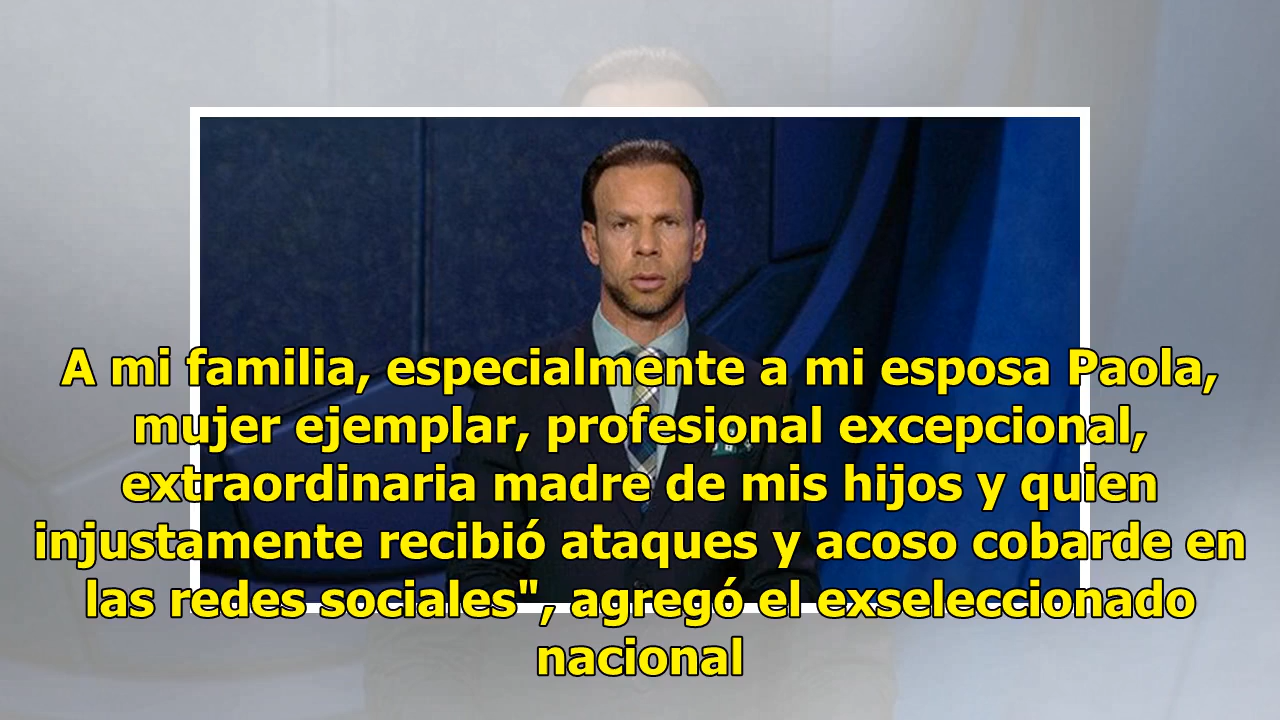 A mi familia, especialmente a mi esposa Paola,
mujer ejemplar, profesional excepcional,
extraordinaria madre de mis hijos y quien
injustamente recibió ataques y acoso cobarde en
las redes sociales", agregó el exseleccionado
nacional